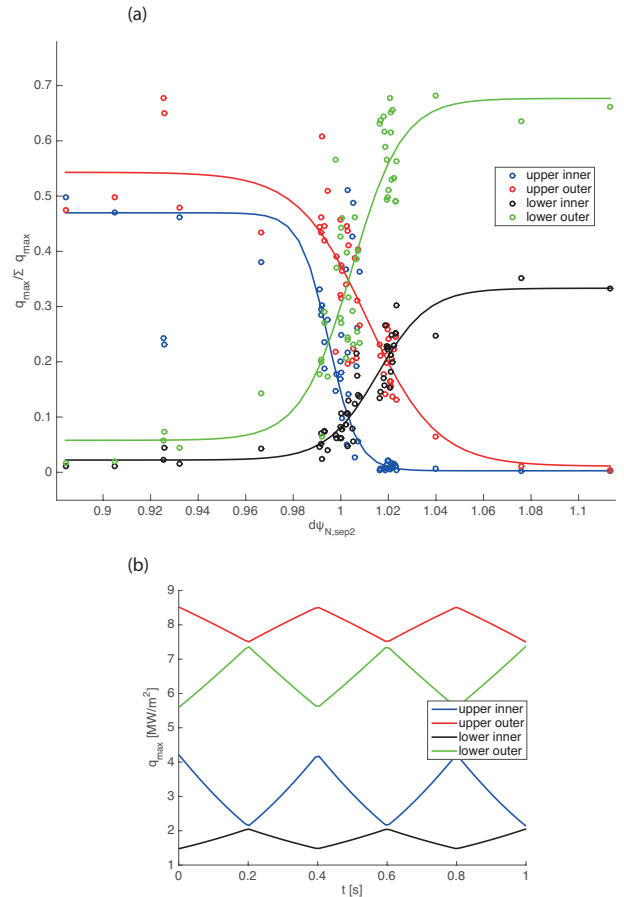 (a)
0.7
0.6
0.5
0.4
0.3
0.2
0.1
0
q_max/Σ q_max
upper inner
upper outer
lower inner
lower outer
0.9 0.92 0.94 0.96 0.98 1 1.02 1.04 1.06 1.08 1.1
dψ_N,sep2
(b)
9
8
7
6
5
4
3
2
1
q_max [MW/m²]
upper inner
upper outer
lower inner
lower outer
0 0.2 0.4 0.6 0.8 1
t [s]